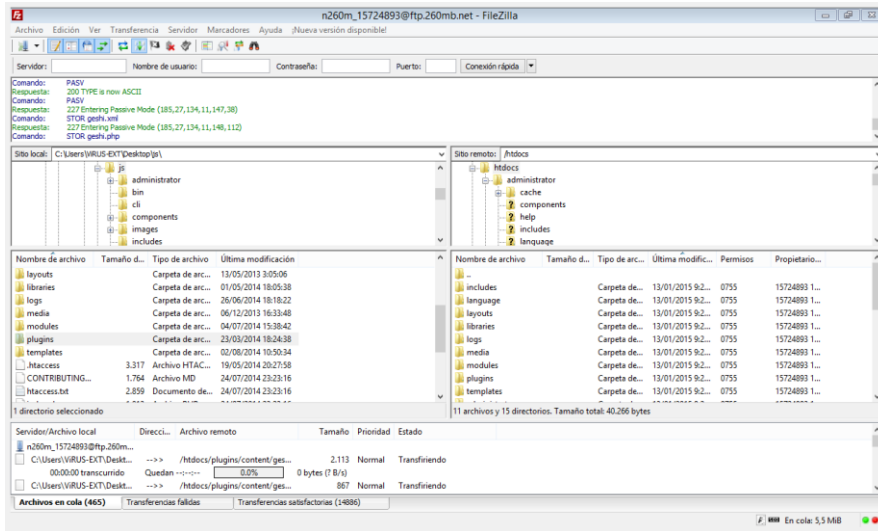 n260m_15724893@ftp.260mb.net - FileZilla
Archivo Edición Ver Transferencia Servidor Marcadores Ayuda ¡Nueva versión disponible!
Servidor: Nombre de usuario: Contraseña: Puerto: Conexión rápida
Comando: PASV
Respuesta: 200 TYPE is now ASCII
Comando: PASV
Respuesta: 227 Entering Passive Mode (185,27,134,11,147,38)
Comando: STOR geshi.xml
Respuesta: 227 Entering Passive Mode (185,27,134,11,148,112)
Comando: STOR geshi.php
Sitio local: C:\Users\ViRUS-EXT\Desktop\js\
js
administrator
bin
cli
components
images
includes
Sitio remoto: /htdocs
htdocs
administrator
cache
components
help
includes
language
Nombre de archivo Tamaño d... Tipo de archivo Última modificación
layouts Carpeta de arc... 13/05/2013 3:05:06
libraries Carpeta de arc... 01/05/2014 18:05:38
logs Carpeta de arc... 26/06/2014 18:18:22
media Carpeta de arc... 06/12/2013 16:33:48
modules Carpeta de arc... 04/07/2014 15:38:42
plugins Carpeta de arc... 23/03/2014 18:24:38
templates Carpeta de arc... 02/08/2014 10:50:34
.htaccess 3.317 Archivo HTAC... 19/05/2014 20:27:58
CONTRIBUTING... 1.764 Archivo MD 24/07/2014 23:23:16
htaccess.txt 2.859 Documento de... 24/07/2014 23:23:16
1 directorio seleccionado
Nombre de archivo Tamaño d... Tipo de arc... Última modific... Permisos Propietario...
..
includes Carpeta de... 13/01/2015 9:2... 0755 15724893 1...
language Carpeta de... 13/01/2015 9:2... 0755 15724893 1...
layouts Carpeta de... 13/01/2015 9:2... 0755 15724893 1...
libraries Carpeta de... 13/01/2015 9:2... 0755 15724893 1...
logs Carpeta de... 13/01/2015 9:2... 0755 15724893 1...
media Carpeta de... 13/01/2015 9:2... 0755 15724893 1...
modules Carpeta de... 13/01/2015 9:2... 0755 15724893 1...
plugins Carpeta de... 13/01/2015 9:2... 0755 15724893 1...
templates Carpeta de... 13/01/2015 9:2... 0755 15724893 1...
11 archivos y 15 directorios. Tamaño total: 40.266 bytes
Servidor/Archivo local Direcci... Archivo remoto Tamaño Prioridad Estado
n260m_15724893@ftp.260m...
C:\Users\ViRUS-EXT\Deskt... -->> /htdocs/plugins/content/ges... 2.113 Normal Transfiriendo
00:00:00 transcurrido Quedan --:--:-- 0.0% 0 bytes (? B/s)
C:\Users\ViRUS-EXT\Deskt... -->> /htdocs/plugins/content/ges... 867 Normal Transfiriendo
Archivos en cola (465) Transferencias fallidas Transferencias satisfactorias (14886)
En cola: 5,5 MiB